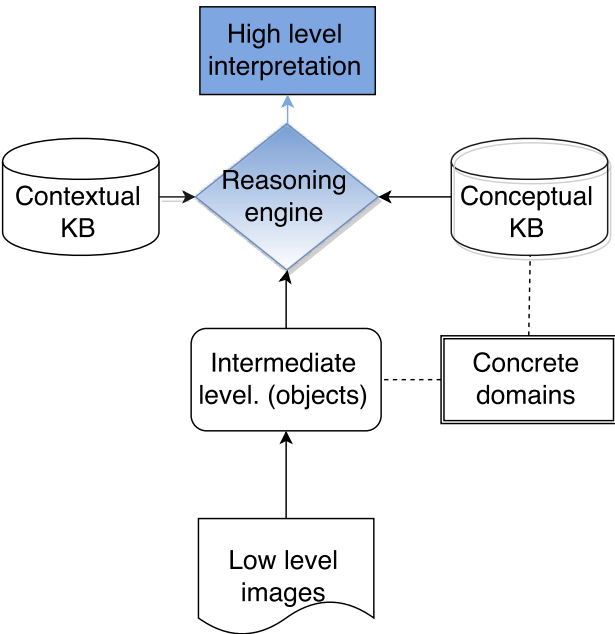 High level
interpretation
Contextual
KB
Reasoning
engine
Conceptual
KB
Intermediate
level. (objects)
Concrete
domains
Low level
images